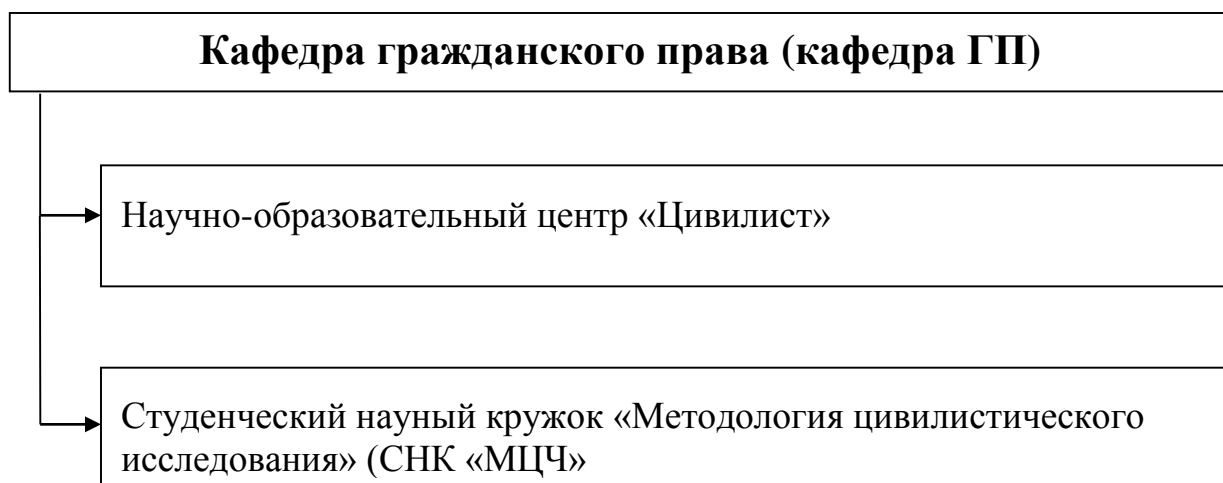 Кафедра гражданского права (кафедра ГП)
Научно-образовательный центр «Цивилист»
Студенческий науный кружок «Методология цивилистического
исследования» (СНК «МЦЧ»